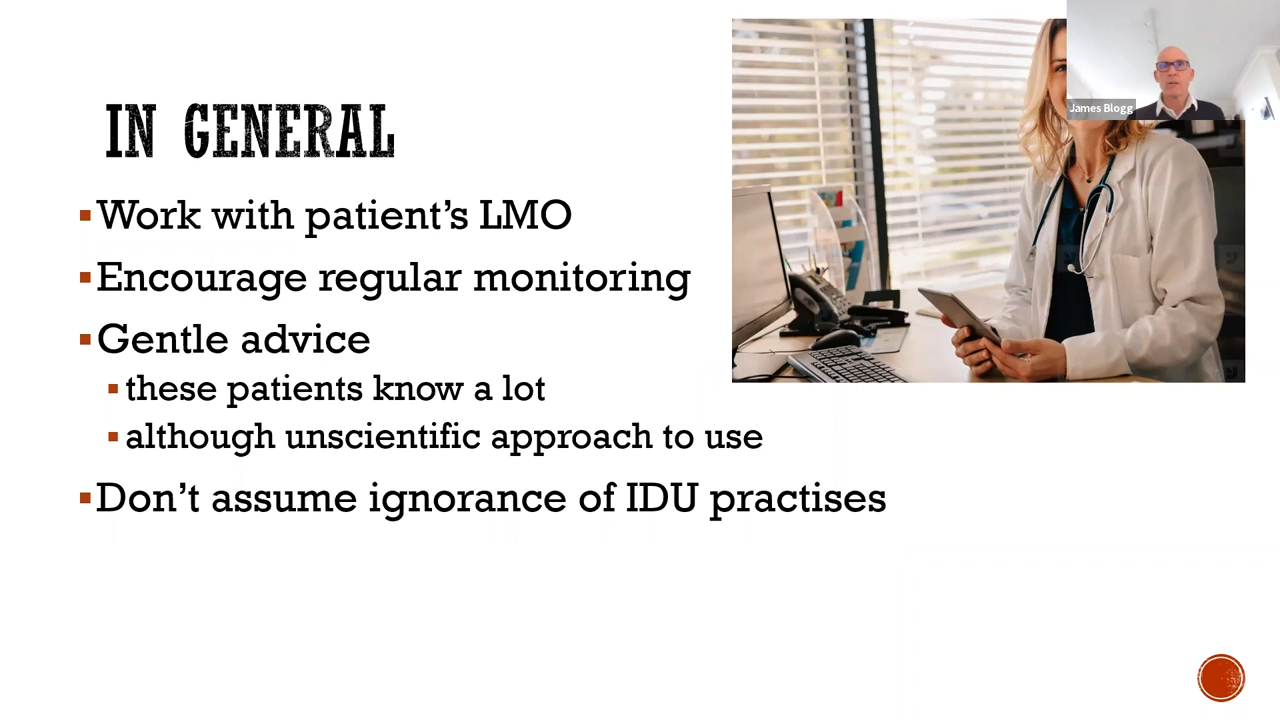 IN GENERAL
James Blogg
Work with patient's LMO
Encourage regular monitoring
Gentle advice
these patients know a lot
although unscientific approach to use
Don't assume ignorance of IDU practises